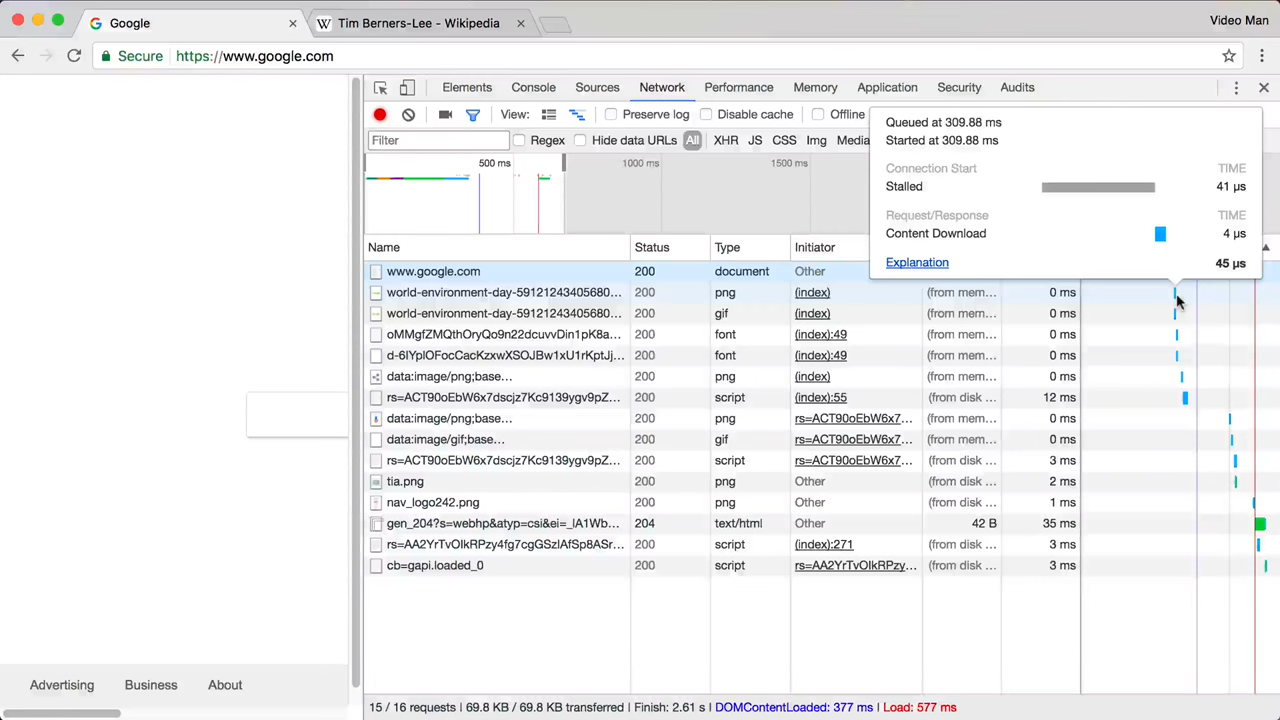 Google
Tim Berners-Lee - Wikipedia
Video Man
Secure
https://www.google.com
Elements Console Sources Network Performance Memory Application Security Audits
View: Preserve log Disable cache Offline
Filter Regex Hide data URLs All XHR JS CSS Img Media
500 ms 1000 ms 1500 ms
Queued at 309.88 ms
Started at 309.88 ms
Connection Start TIME
Stalled 41 µs
Request/Response TIME
Content Download 4 µs
Explanation 45 µs
Name Status Type Initiator
www.google.com 200 document Other
world-environment-day-59121243405680... 200 png (index) (from mem... 0 ms
world-environment-day-59121243405680... 200 gif (index) (from mem... 0 ms
oMMgfZMQthOryQo9n22dcuvvDin1pK8a... 200 font (index):49 (from mem... 0 ms
d-6IYplOFocCacKzxwXSOJBw1xU1rKptJj... 200 font (index):49 (from mem... 0 ms
data:image/png;base... 200 png (index) (from mem... 0 ms
rs=ACT90oEbW6x7dscjz7Kc9139ygv9pZ... 200 script (index):55 (from disk ... 12 ms
data:image/png;base... 200 png rs=ACT90oEbW6x7... (from mem... 0 ms
data:image/gif;base... 200 gif rs=ACT90oEbW6x7... (from mem... 0 ms
rs=ACT90oEbW6x7dscjz7Kc9139ygv9pZ... 200 script rs=ACT90oEbW6x7... (from disk ... 3 ms
tia.png 200 png Other (from disk ... 2 ms
nav_logo242.png 200 png Other (from disk ... 1 ms
gen_204?s=webhp&atyp=csi&ei=_lA1Wb... 204 text/html Other 42 B 35 ms
rs=AA2YrTvOlkRPzy4fg7cgGSzlAfSp8ASr... 200 script (index):271 (from disk ... 3 ms
cb=gapi.loaded_0 200 script rs=AA2YrTvOlkRPzy... (from disk ... 3 ms
Advertising Business About
15 / 16 requests | 69.8 KB / 69.8 KB transferred | Finish: 2.61 s | DOMContentLoaded: 377 ms | Load: 577 ms